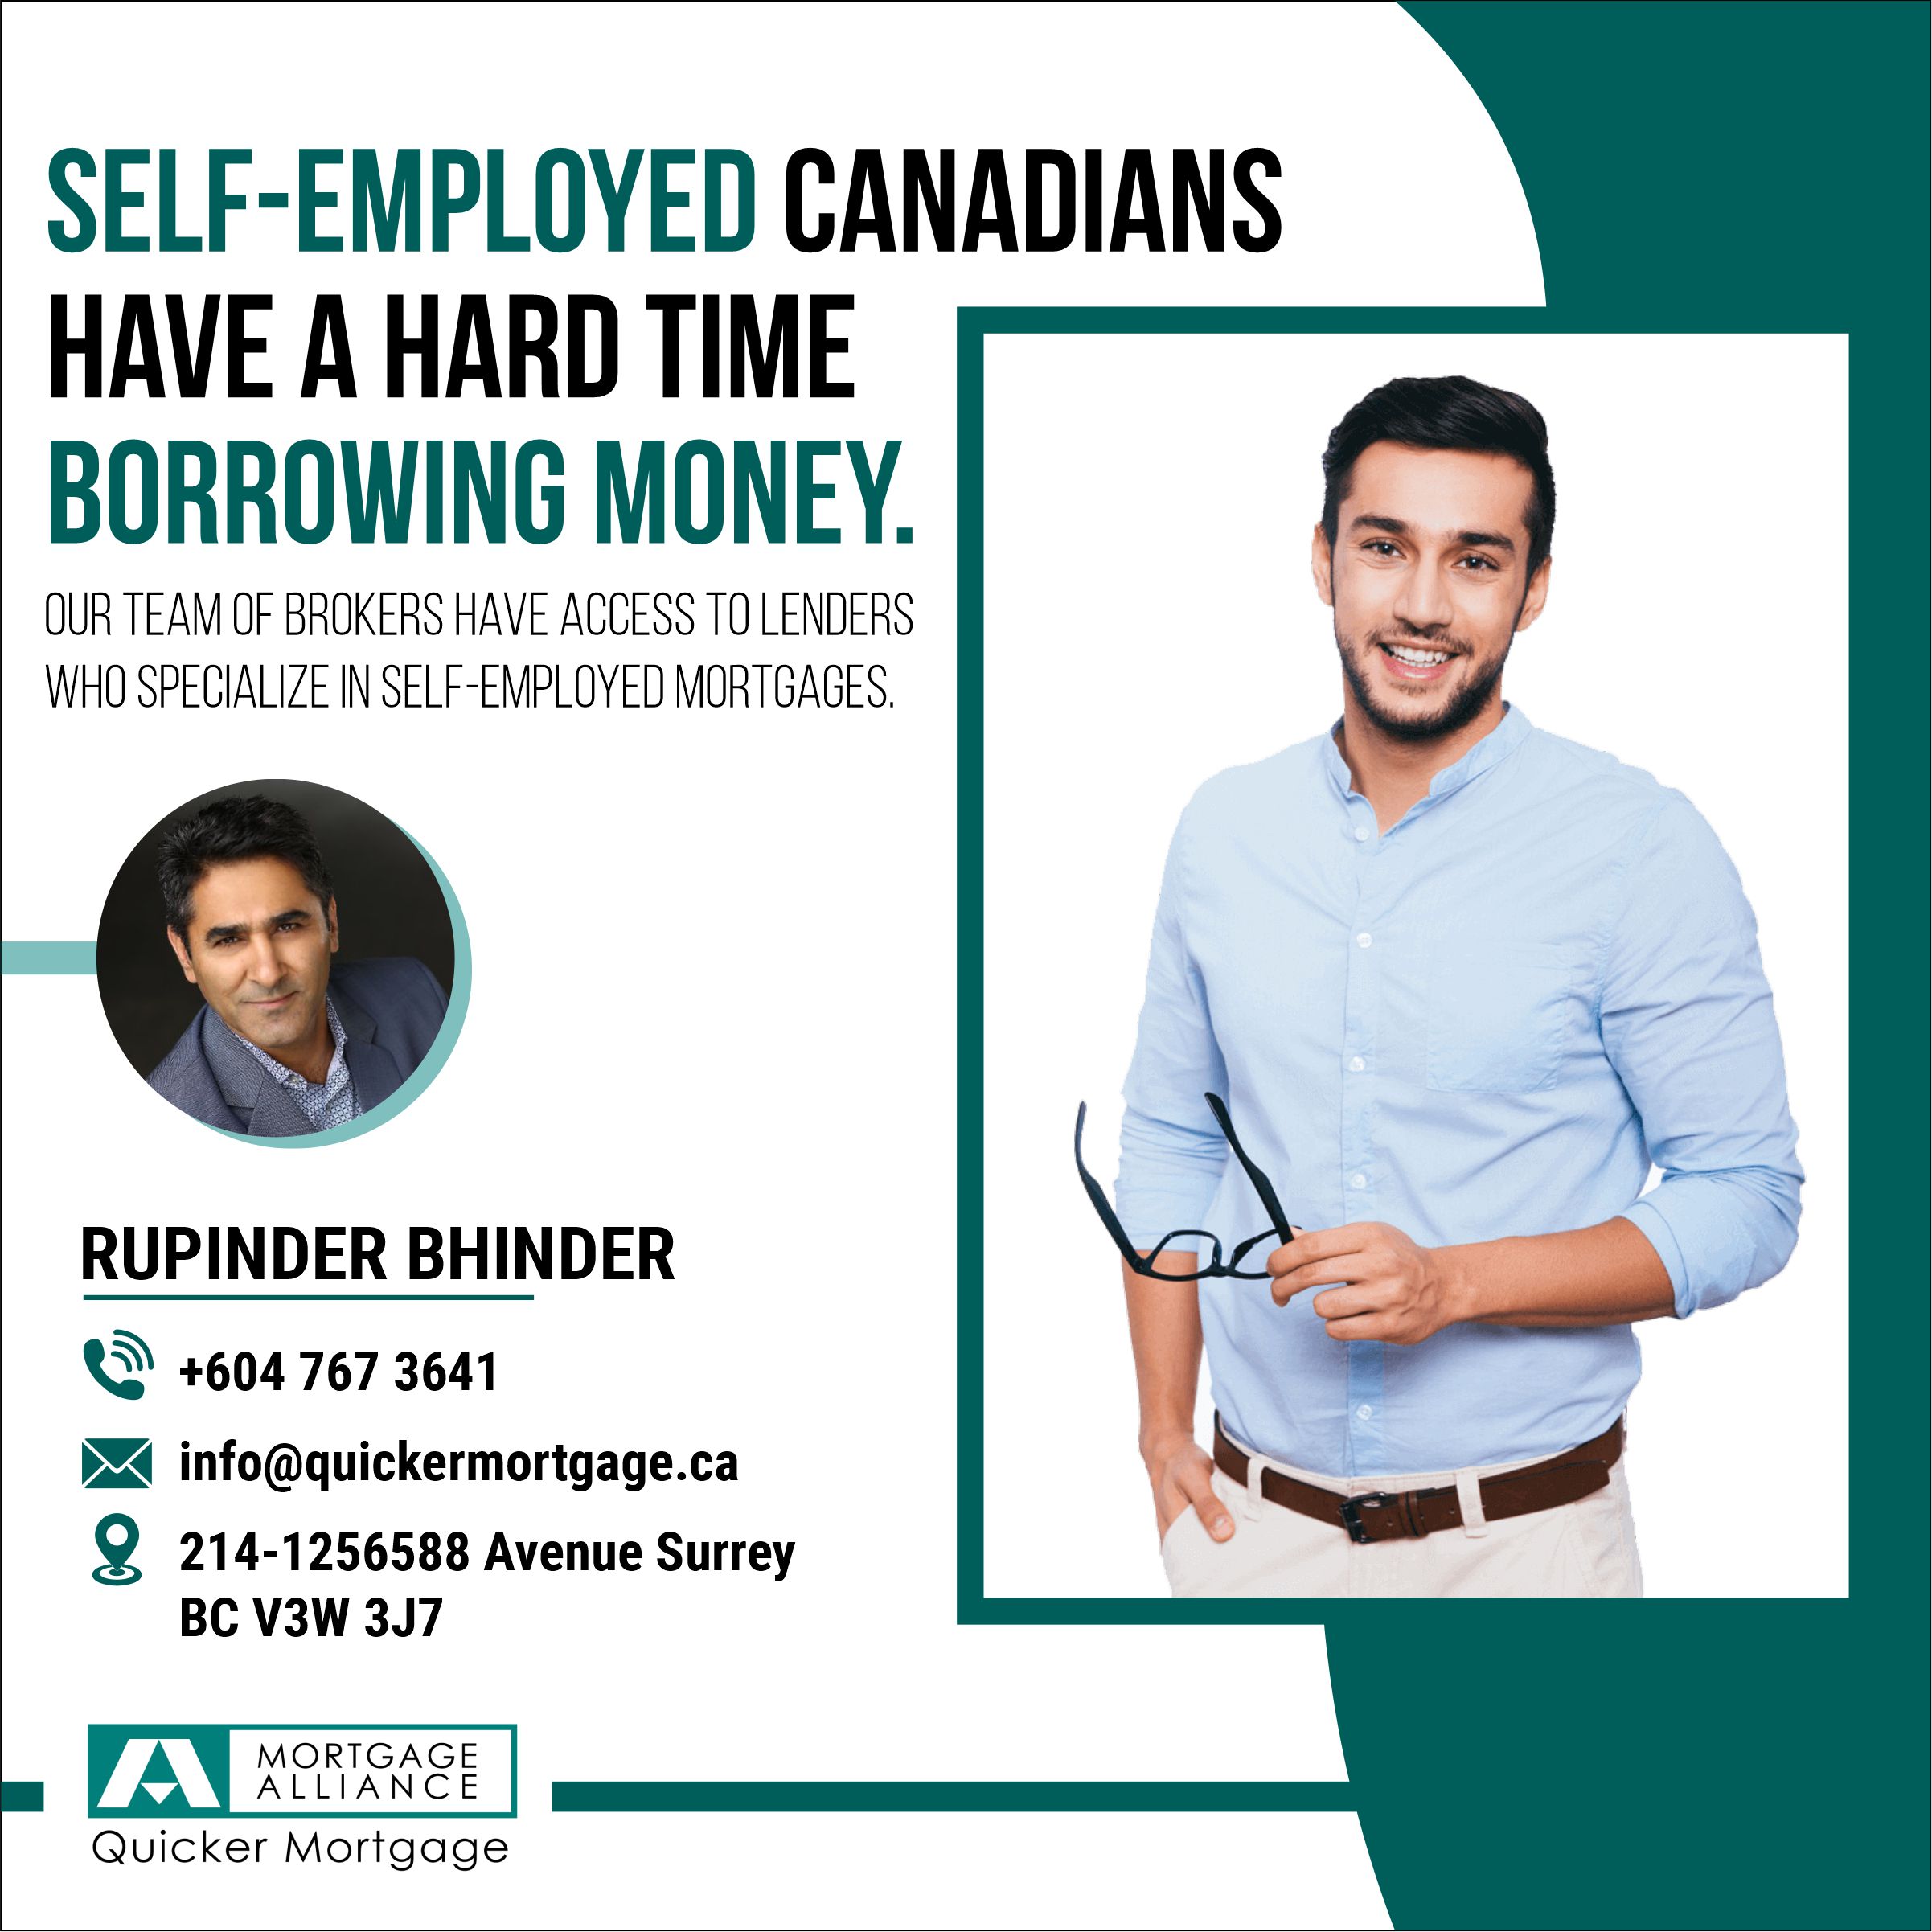 SELF-EMPLOYED CANADIANS
HAVE A HARD TIME
BORROWING MONEY.
OUR TEAM OF BROKERS HAVE ACCESS TO LENDERS
WHO SPECIALIZE IN SELF-EMPLOYED MORTGAGES.
RUPINDER BHINDER
+604 767 3641
info@quickermortgage.ca
214-1256588 Avenue Surrey
BC V3W 3J7
MORTGAGE
ALLIANCE
Quicker Mortgage